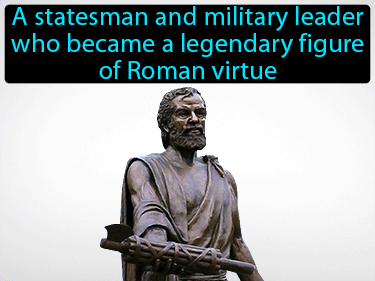 A statesman and military leader
who became a legendary figure
of Roman virtue